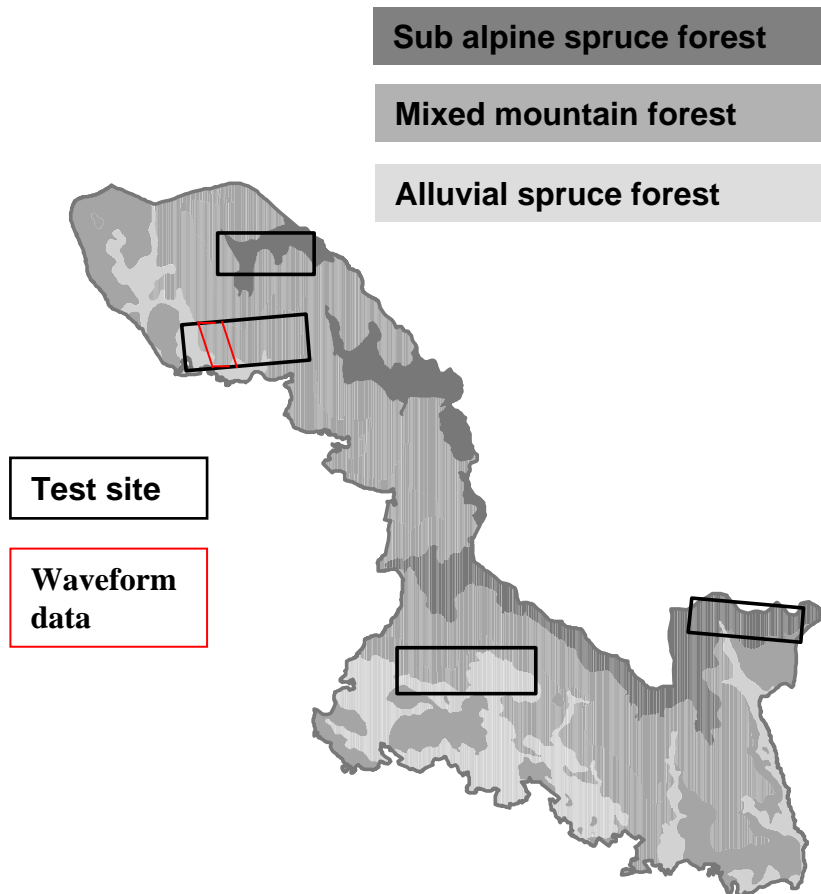 Sub alpine spruce forest
Mixed mountain forest
Alluvial spruce forest
Test site
Waveform
data